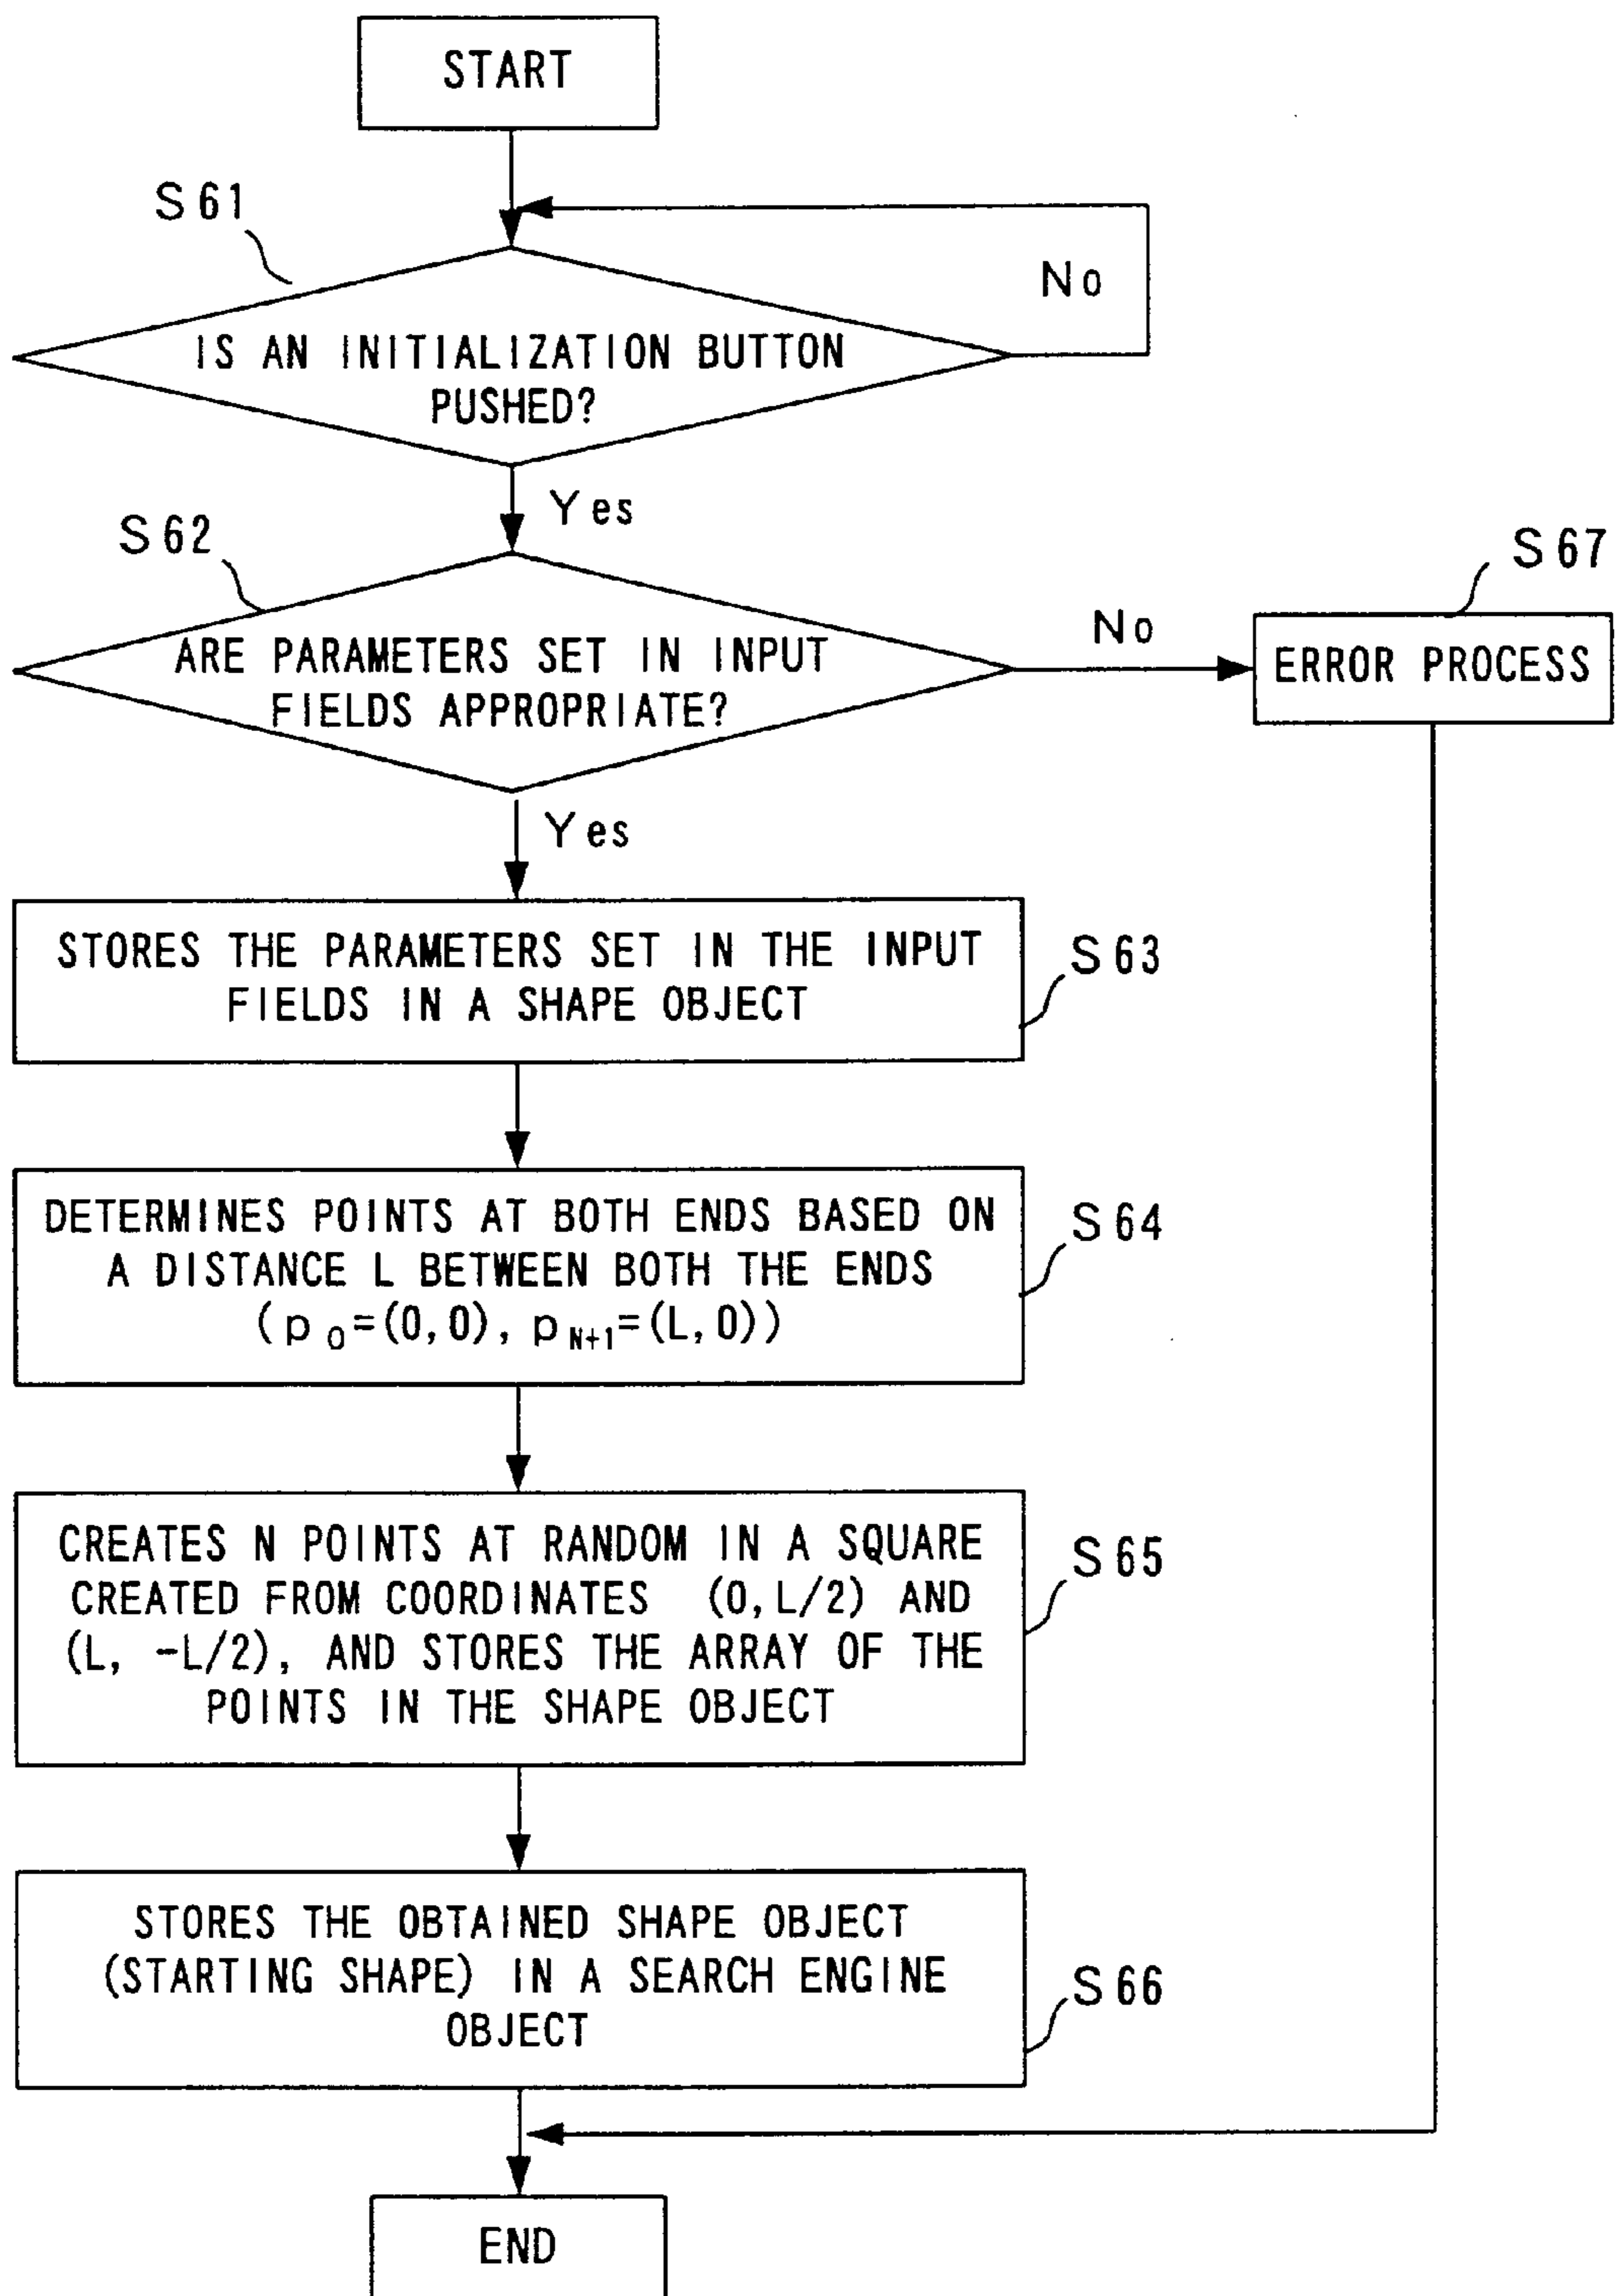 START
S61
No
IS AN INITIALIZATION BUTTON
PUSHED?
Yes
S62
S67
No
ARE PARAMETERS SET IN INPUT
FIELDS APPROPRIATE?
ERROR PROCESS
Yes
STORES THE PARAMETERS SET IN THE INPUT
FIELDS IN A SHAPE OBJECT
S63
DETERMINES POINTS AT BOTH ENDS BASED ON
A DISTANCE L BETWEEN BOTH THE ENDS
(p0=(0,0), pN+1=(L,0))
S64
CREATES N POINTS AT RANDOM IN A SQUARE
CREATED FROM COORDINATES (0,L/2) AND
(L, -L/2), AND STORES THE ARRAY OF THE
POINTS IN THE SHAPE OBJECT
S65
STORES THE OBTAINED SHAPE OBJECT
(STARTING SHAPE) IN A SEARCH ENGINE
OBJECT
S66
END